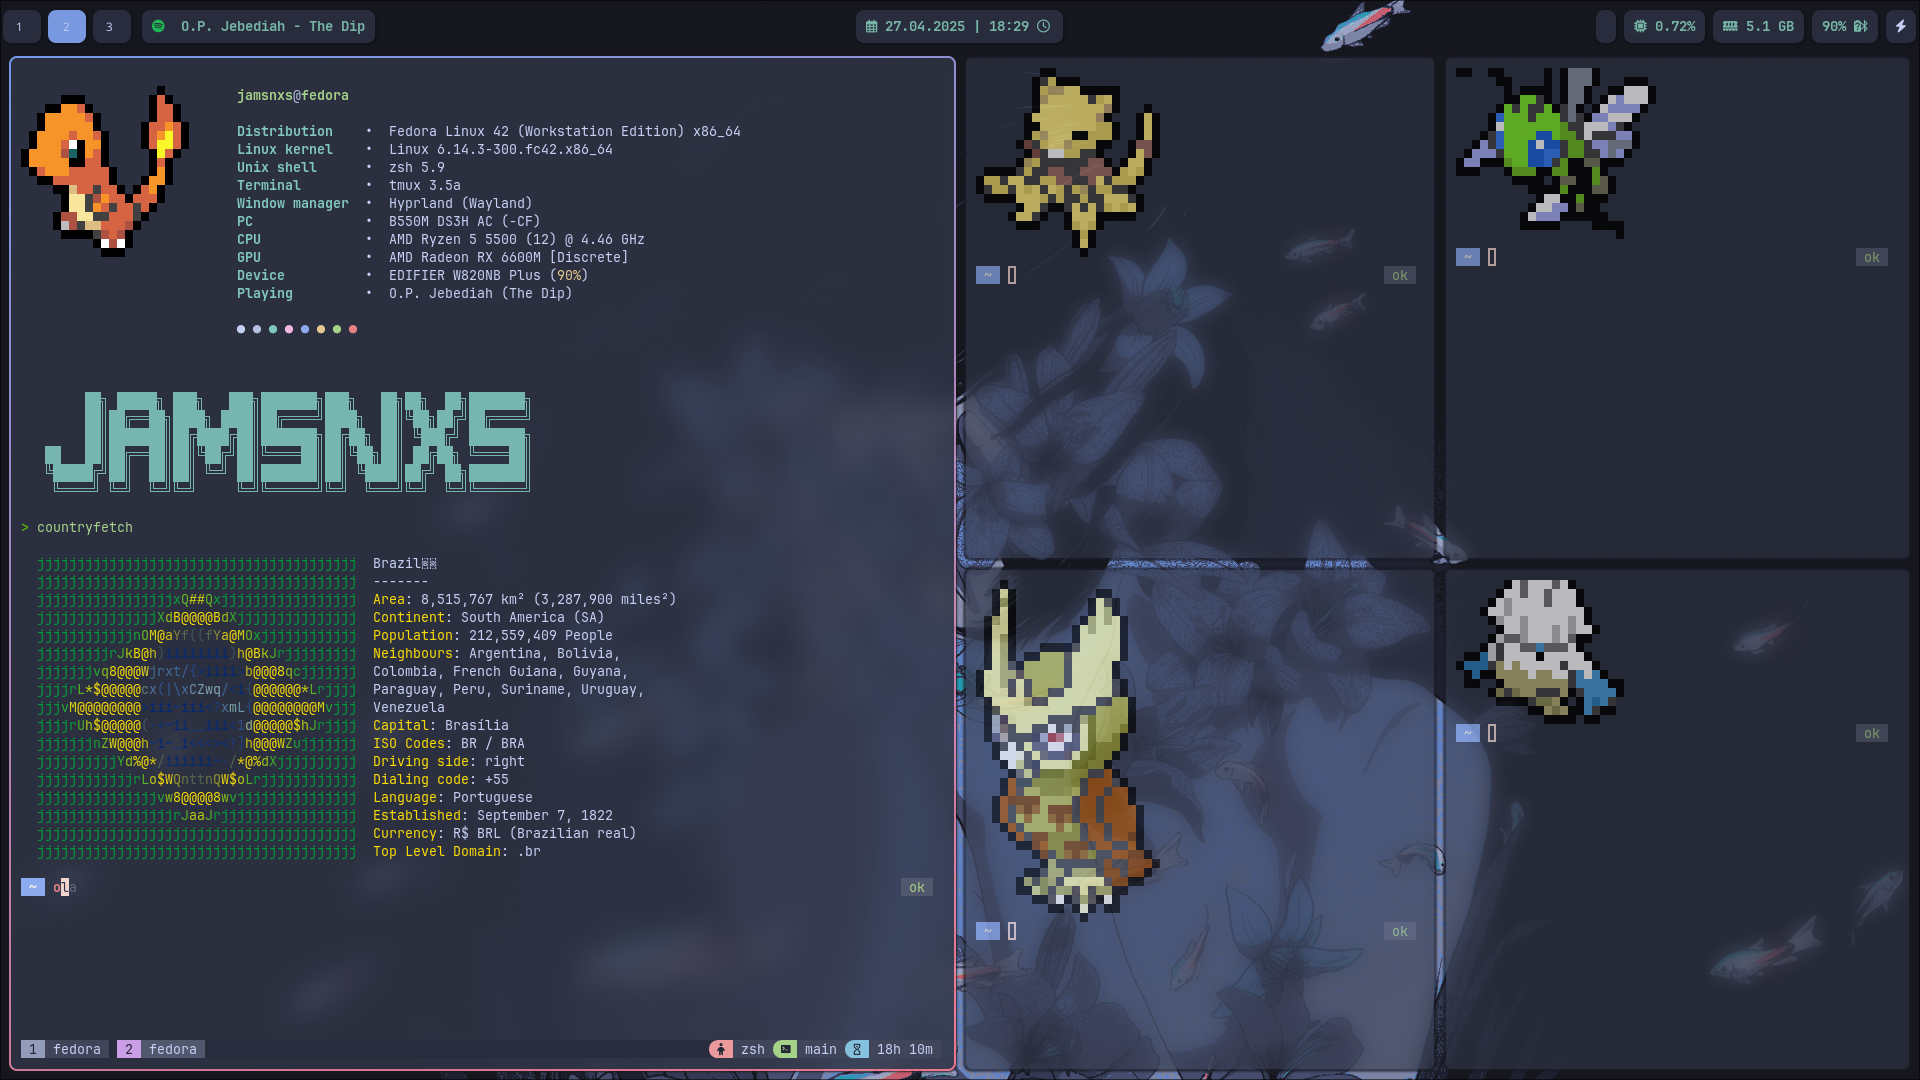 1 2 3 O.P. Jebediah - The Dip 27.04.2025 | 18:29 0.72% 5.1 GB 90%
jamsnxs@fedora
Distribution • Fedora Linux 42 (Workstation Edition) x86_64
Linux kernel • Linux 6.14.3-300.fc42.x86_64
Unix shell • zsh 5.9
Terminal • tmux 3.5a
Window manager • Hyprland (Wayland)
PC • B550M DS3H AC (-CF)
CPU • AMD Ryzen 5 5500 (12) @ 4.46 GHz
GPU • AMD Radeon RX 6600M [Discrete]
Device • EDIFIER W820NB Plus (90%)
Playing • O.P. Jebediah (The Dip)
JAMSNXS
> countryfetch
Brazil
-------
Area: 8,515,767 km² (3,287,900 miles²)
Continent: South America (SA)
Population: 212,559,409 People
Neighbours: Argentina, Bolivia,
Colombia, French Guiana, Guyana,
Paraguay, Peru, Suriname, Uruguay,
Venezuela
Capital: Brasília
ISO Codes: BR / BRA
Driving side: right
Dialing code: +55
Language: Portuguese
Established: September 7, 1822
Currency: R$ BRL (Brazilian real)
Top Level Domain: .br
~ ola ok
1 fedora 2 fedora zsh main 18h 10m
~ ok
~ ok
~ ok
~ ok